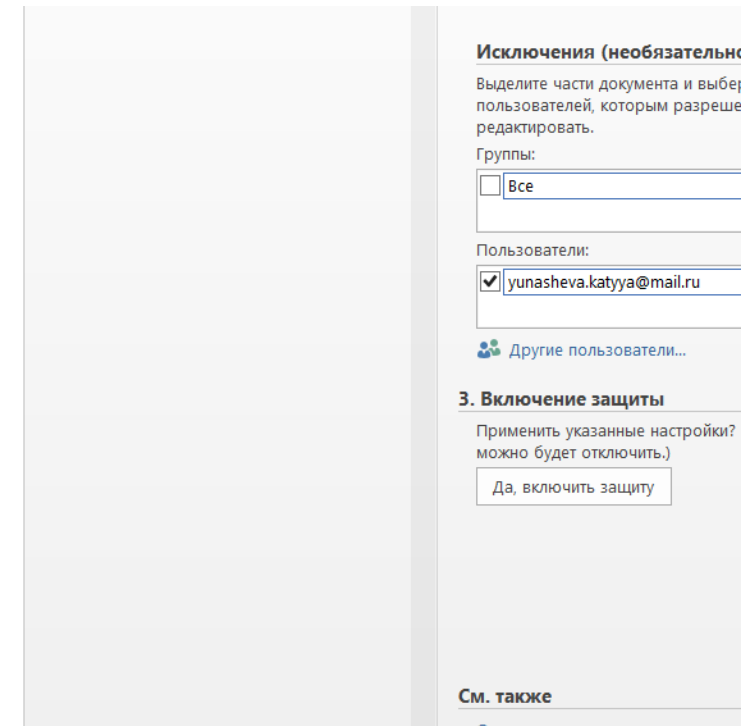 Исключения (необязательно
Выделите части документа и выбер
пользователей, которым разреше
редактировать.
Группы:
Все
Пользователи:
yunasheva.katyya@mail.ru
Другие пользователи...
3. Включение защиты
Применить указанные настройки?
можно будет отключить.)
Да, включить защиту
См. также